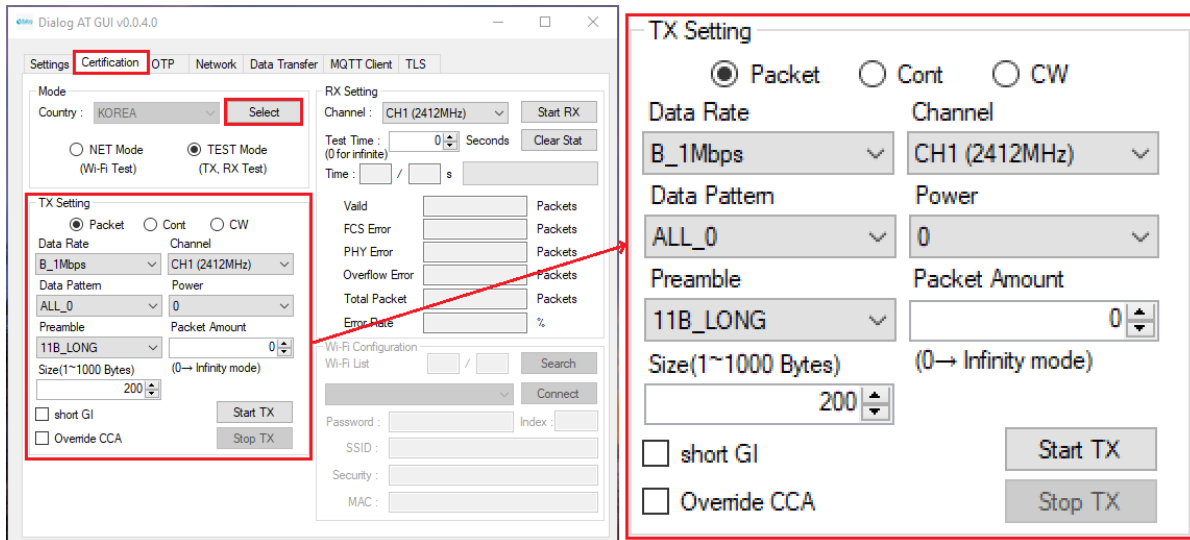 Dialog AT GUI v0.0.4.0
Settings Certification OTP Network Data Transfer MQTT Client TLS
Mode
Country : KOREA Select
NET Mode TEST Mode
(Wi-Fi Test) (TX, RX Test)
TX Setting
Packet Cont CW
Data Rate Channel
B_1Mbps CH1 (2412MHz)
Data Pattern Power
ALL_0 0
Preamble Packet Amount
11B_LONG 0
Size(1~1000 Bytes) (0→ Infinity mode)
200
short GI Start TX
Override CCA Stop TX
RX Setting
Channel : CH1 (2412MHz) Start RX
Test Time : 0 Seconds Clear Stat
(0 for infinite)
Time : / s
Vaild Packets
FCS Error Packets
PHY Error Packets
Overflow Error Packets
Total Packet Packets
Error Rate %
Wi-Fi Configuration
Wi-Fi List / Search
Connect
Password : Index :
SSID :
Security :
MAC :
TX Setting
Packet Cont CW
Data Rate Channel
B_1Mbps CH1 (2412MHz)
Data Pattern Power
ALL_0 0
Preamble Packet Amount
11B_LONG 0
Size(1~1000 Bytes) (0→ Infinity mode)
200
short GI Start TX
Override CCA Stop TX